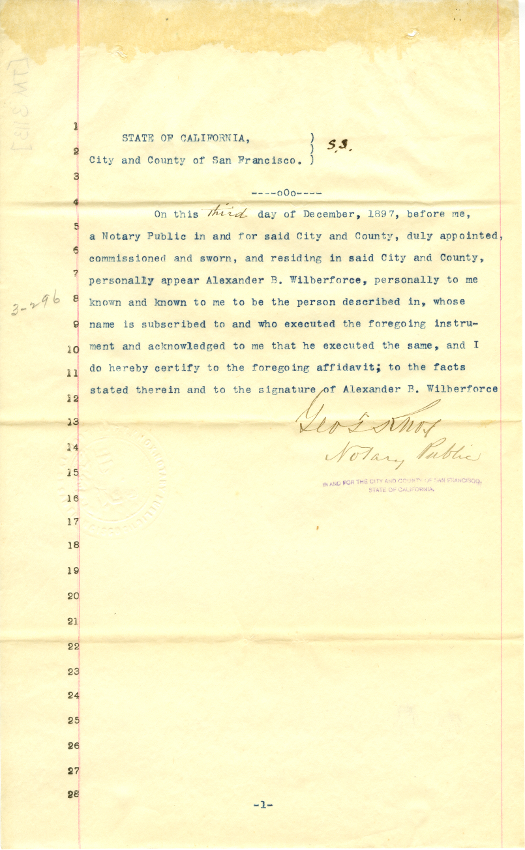 [TM 3113]
1
STATE OF CALIFORNIA, )
) S.S.
2
City and County of San Francisco. )
3
----oOo----
4
On this third day of December, 1897, before me,
5
a Notary Public in and for said City and County, duly appointed,
6
commissioned and sworn, and residing in said City and County,
7
personally appear Alexander B. Wilberforce, personally to me
3-296
8
known and known to me to be the person described in, whose
9
name is subscribed to and who executed the foregoing instru-
10
ment and acknowledged to me that he executed the same, and I
11
do hereby certify to the foregoing affidavit; to the facts
12
stated therein and to the signature of Alexander B. Wilberforce
13
Geo T Knox
14
Notary Public
15
IN AND FOR THE CITY AND COUNTY OF SAN FRANCISCO,
STATE OF CALIFORNIA.
16
17
18
19
20
21
22
23
24
25
26
27
28
-1-